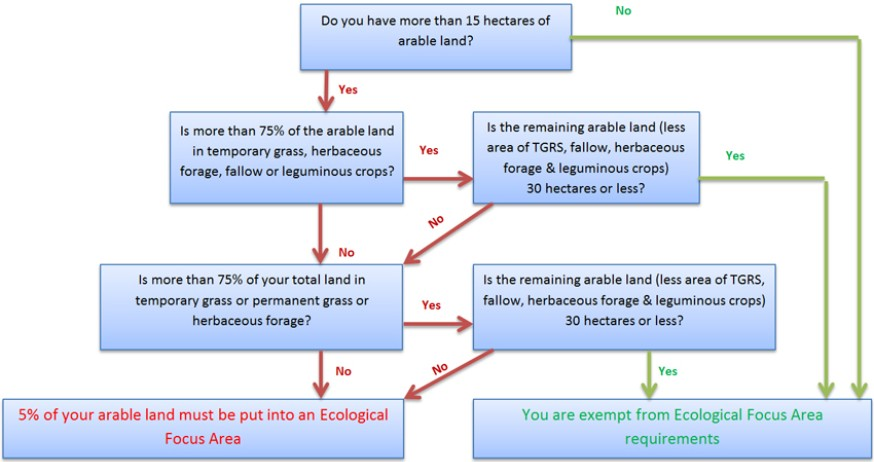 Do you have more than 15 hectares of
arable land?
No
Yes
Is more than 75% of the arable land
in temporary grass, herbaceous
forage, fallow or leguminous crops?
Yes
Is the remaining arable land (less
area of TGRS, fallow, herbaceous
forage & leguminous crops)
30 hectares or less?
Yes
No
No
Is more than 75% of your total land in
temporary grass or permanent grass or
herbaceous forage?
Yes
Is the remaining arable land (less area of TGRS,
fallow, herbaceous forage & leguminous crops)
30 hectares or less?
No
No
Yes
5% of your arable land must be put into an Ecological
Focus Area
You are exempt from Ecological Focus Area
requirements